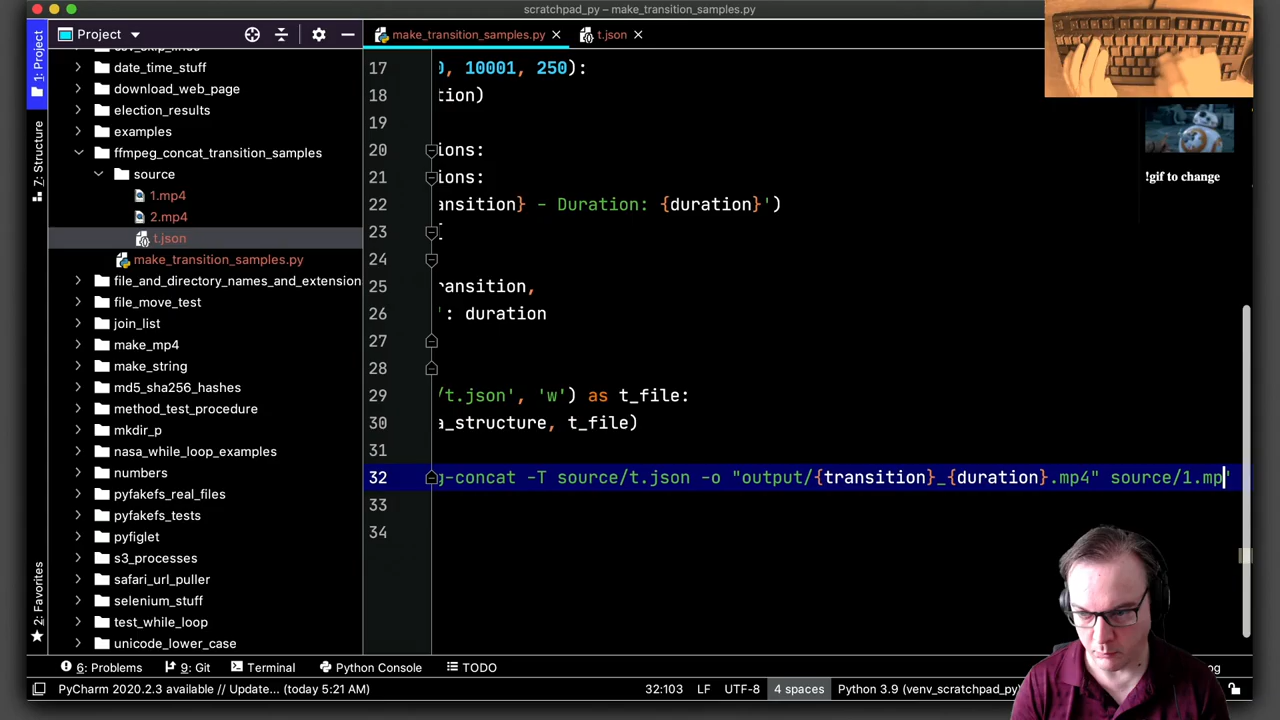 scratchpad_py – make_transition_samples.py
Project
make_transition_samples.py
t.json
1: Project
7: Structure
2: Favorites
date_time_stuff
download_web_page
election_results
examples
ffmpeg_concat_transition_samples
source
1.mp4
2.mp4
t.json
make_transition_samples.py
file_and_directory_names_and_extension
file_move_test
join_list
make_mp4
make_string
md5_sha256_hashes
method_test_procedure
mkdir_p
nasa_while_loop_examples
numbers
pyfakefs_real_files
pyfakefs_tests
pyfiglet
s3_processes
safari_url_puller
selenium_stuff
test_while_loop
unicode_lower_case
17 0, 10001, 250):
18 tion)
19
20 ions:
21 ions:
22 ansition} - Duration: {duration}')
23
24
25 ransition,
26 ': duration
27
28
29 /t.json', 'w') as t_file:
30 a_structure, t_file)
31
32 g-concat -T source/t.json -o "output/{transition}_{duration}.mp4" source/1.mp'
33
34
!gif to change
6: Problems
9: Git
Terminal
Python Console
TODO
PyCharm 2020.2.3 available // Update... (today 5:21 AM)
32:103
LF
UTF-8
4 spaces
Python 3.9 (venv_scratchpad_py)